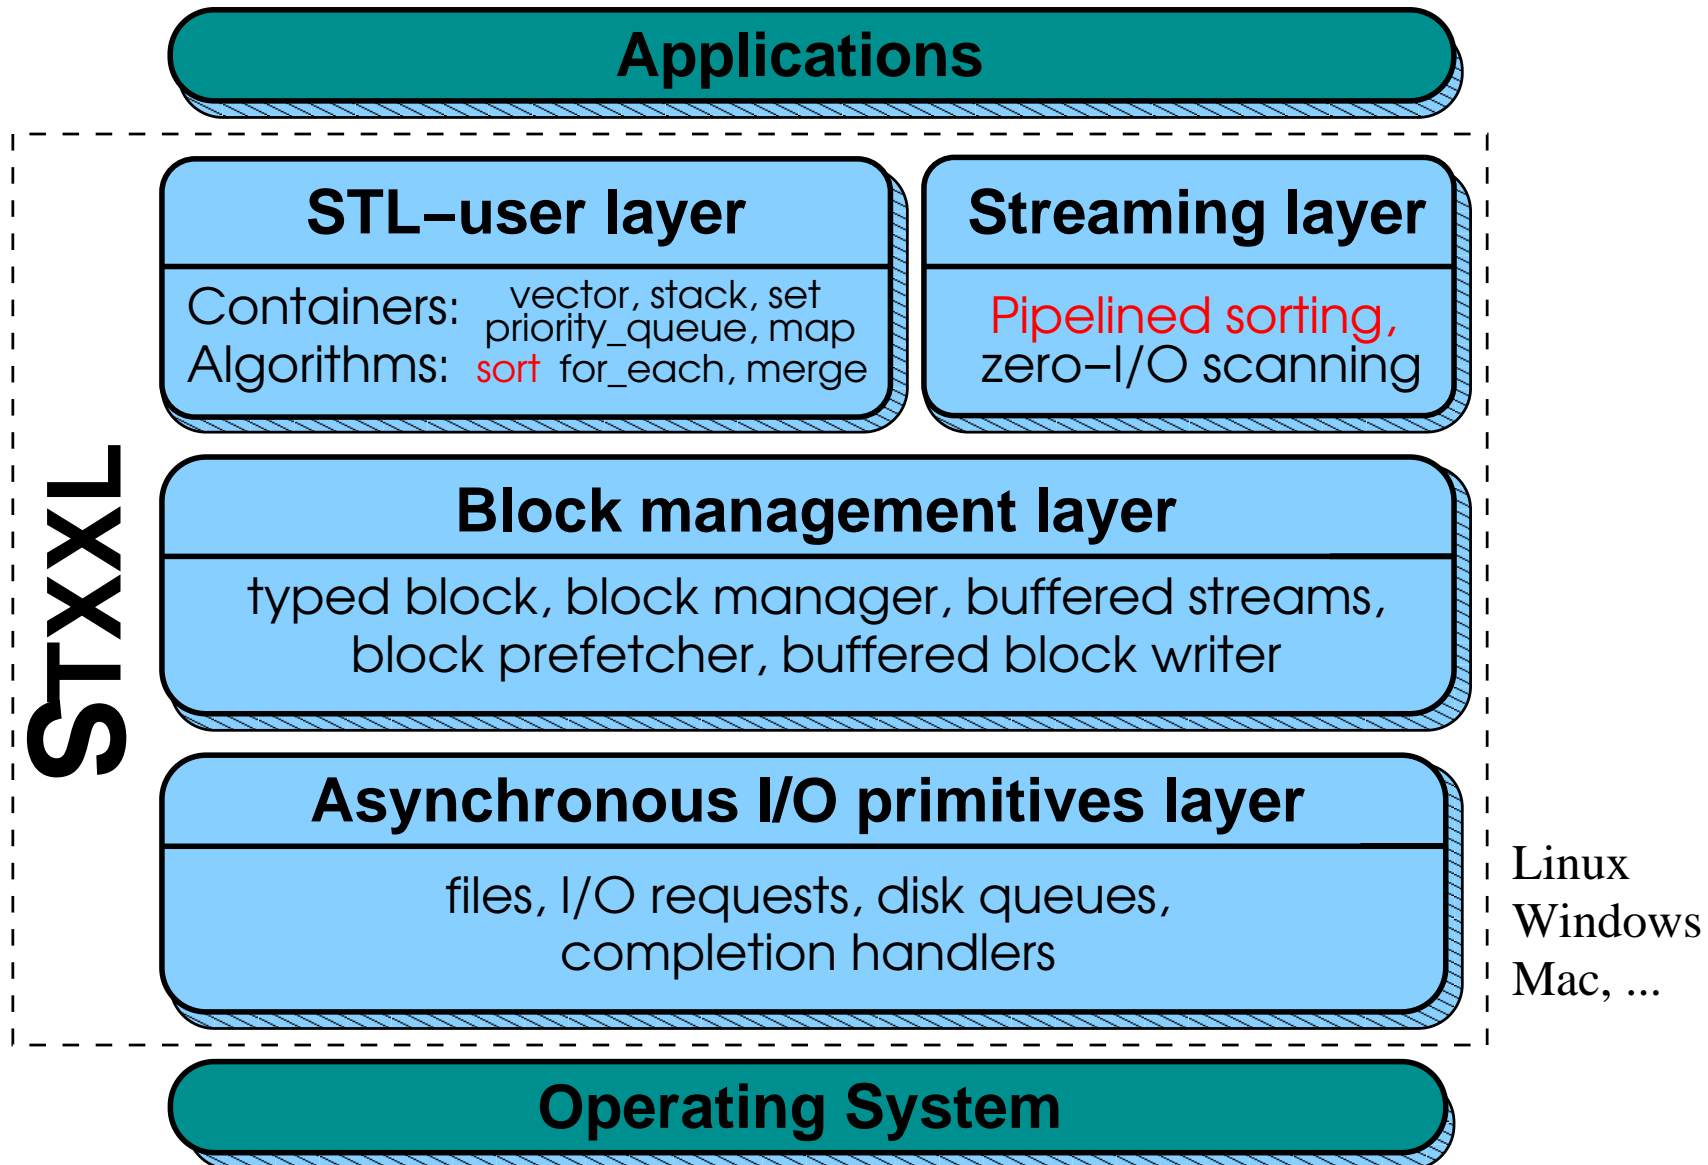 Applications
STL–user layer
Containers: vector, stack, set
priority_queue, map
Algorithms: sort for_each, merge
Streaming layer
Pipelined sorting,
zero–I/O scanning
STXXL
Block management layer
typed block, block manager, buffered streams,
block prefetcher, buffered block writer
Asynchronous I/O primitives layer
files, I/O requests, disk queues,
completion handlers
Linux
Windows
Mac, ...
Operating System